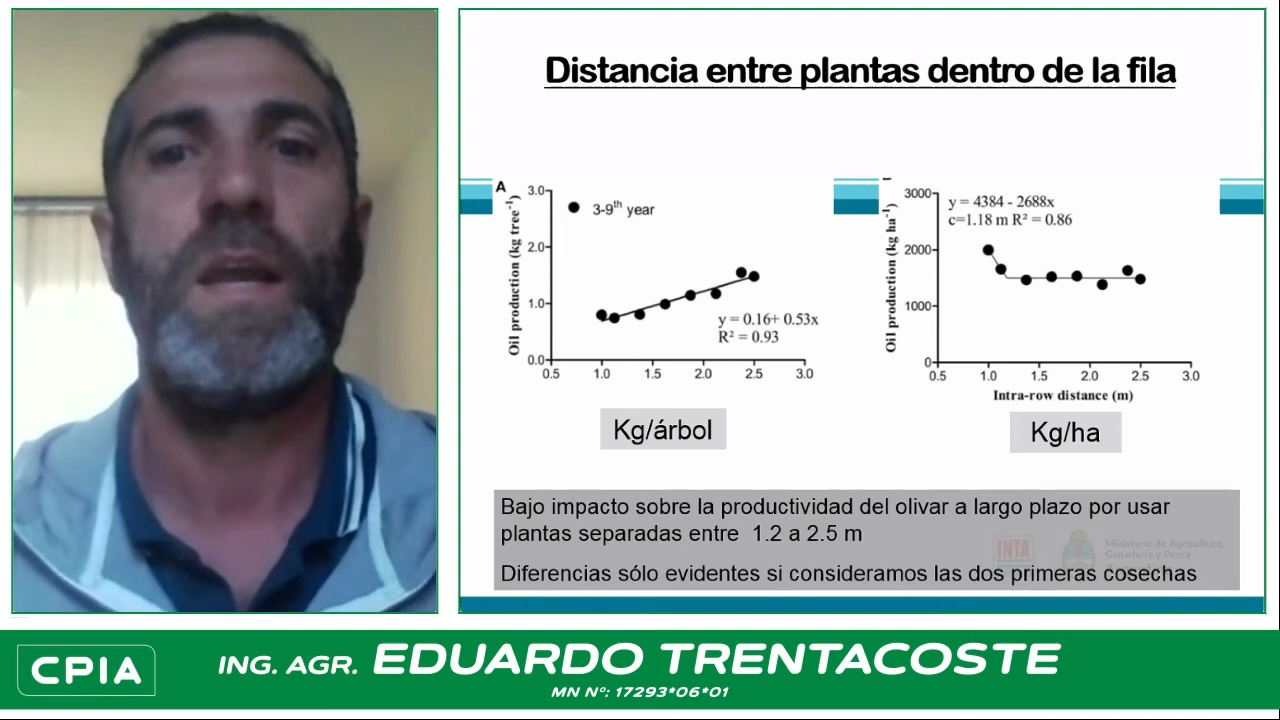 Distancia entre plantas dentro de la fila
A
Oil production (kg tree⁻¹)
3.0
2.0
1.0
0.0
0.5 1.0 1.5 2.0 2.5 3.0
3-9th year
y = 0.16+ 0.53x
R² = 0.93
Kg/árbol
Oil production (kg ha⁻¹)
3000
2000
1000
0
0.5 1.0 1.5 2.0 2.5 3.0
y = 4384 - 2688x
c=1.18 m R² = 0.86
Intra-row distance (m)
Kg/ha
Bajo impacto sobre la productividad del olivar a largo plazo por usar
plantas separadas entre 1.2 a 2.5 m
Diferencias sólo evidentes si consideramos las dos primeras cosechas
INTA
Ministerio de Agricultura,
Ganadería y Pesca
CPIA
ING. AGR. EDUARDO TRENTACOSTE
MN Nº: 17293*06*01